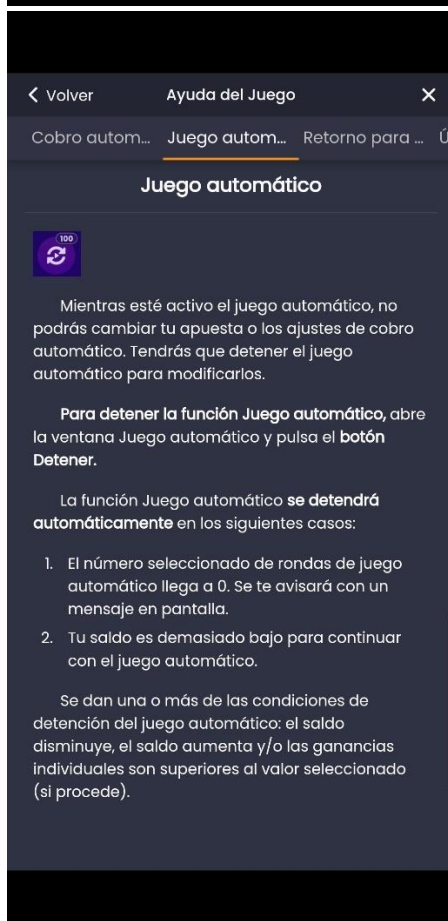 Volver
Ayuda del Juego
Cobro autom...
Juego autom...
Retorno para ...
Ú
Juego automático
100
Mientras esté activo el juego automático, no
podrás cambiar tu apuesta o los ajustes de cobro
automático. Tendrás que detener el juego
automático para modificarlos.
Para detener la función Juego automático, abre
la ventana Juego automático y pulsa el botón
Detener.
La función Juego automático se detendrá
automáticamente en los siguientes casos:
1. El número seleccionado de rondas de juego
automático llega a 0. Se te avisará con un
mensaje en pantalla.
2. Tu saldo es demasiado bajo para continuar
con el juego automático.
Se dan una o más de las condiciones de
detención del juego automático: el saldo
disminuye, el saldo aumenta y/o las ganancias
individuales son superiores al valor seleccionado
(si procede).